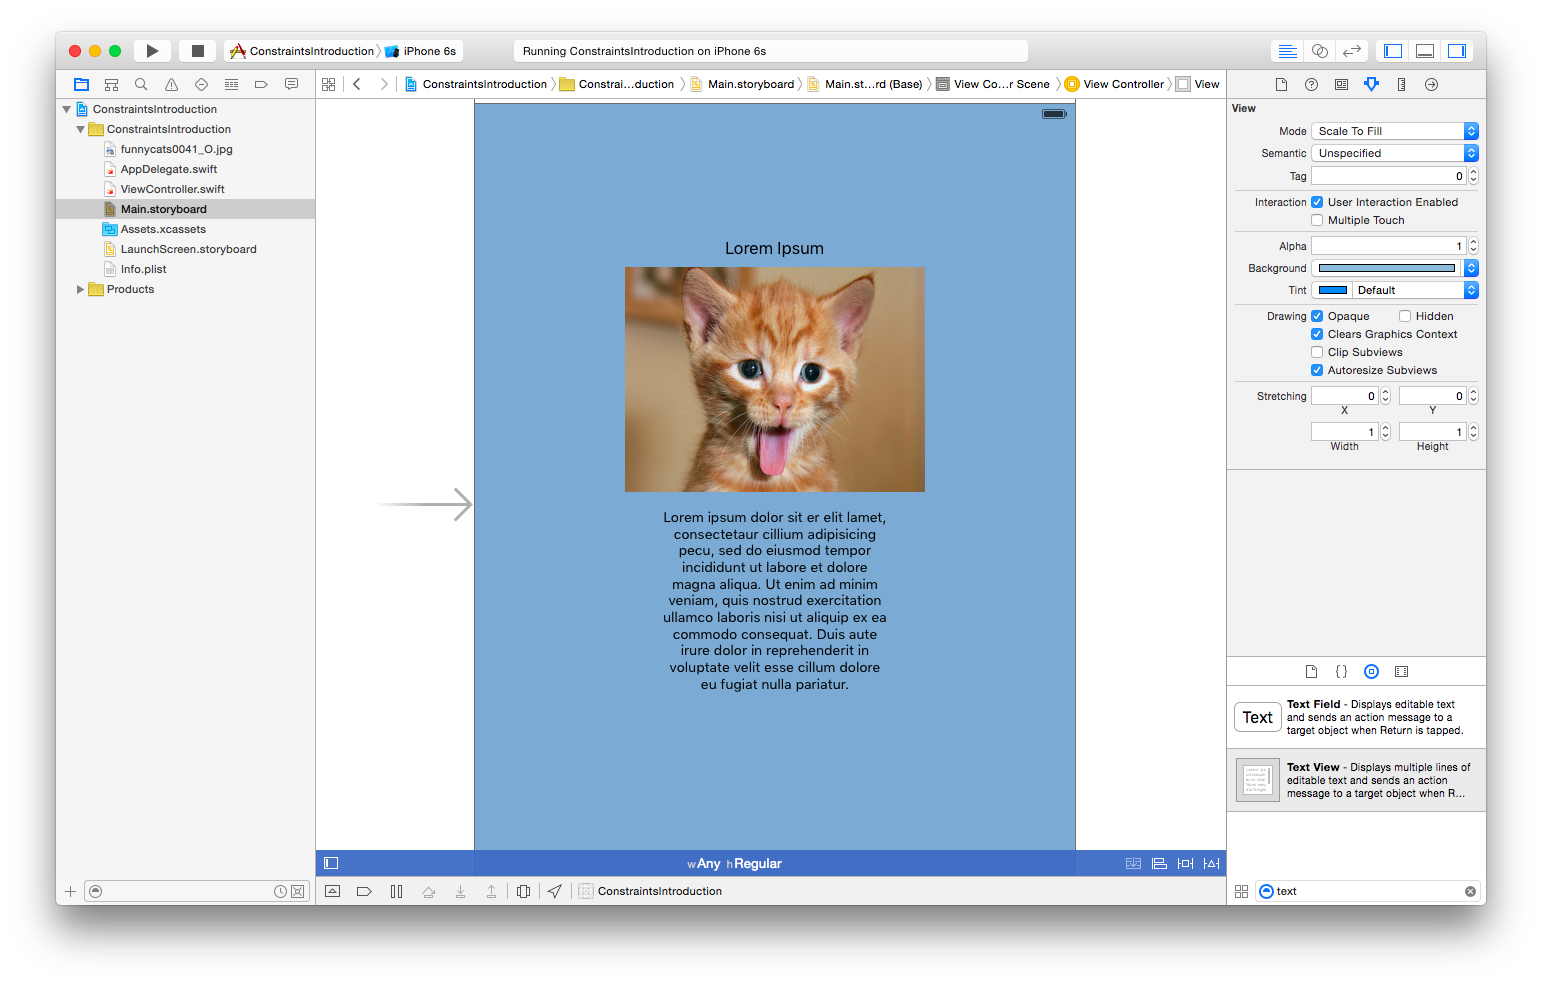 ConstraintsIntroduction iPhone 6s
Running ConstraintsIntroduction on iPhone 6s
ConstraintsIntroduction
ConstraintsIntroduction
funnycats0041_O.jpg
AppDelegate.swift
ViewController.swift
Main.storyboard
Assets.xcassets
LaunchScreen.storyboard
Info.plist
Products
ConstraintsIntroduction Constrai...duction Main.storyboard Main.st...rd (Base) View Co...r Scene View Controller View
Lorem Ipsum
Lorem ipsum dolor sit er elit lamet,
consectetaur cillium adipisicing
pecu, sed do eiusmod tempor
incididunt ut labore et dolore
magna aliqua. Ut enim ad minim
veniam, quis nostrud exercitation
ullamco laboris nisi ut aliquip ex ea
commodo consequat. Duis aute
irure dolor in reprehenderit in
voluptate velit esse cillum dolore
eu fugiat nulla pariatur.
wAny hRegular
ConstraintsIntroduction
View
Mode Scale To Fill
Semantic Unspecified
Tag 0
Interaction User Interaction Enabled
Multiple Touch
Alpha 1
Background
Tint Default
Drawing Opaque Hidden
Clears Graphics Context
Clip Subviews
Autoresize Subviews
Stretching 0 0
X Y
1 1
Width Height
Text
Text Field - Displays editable text
and sends an action message to a
target object when Return is tapped.
Text View - Displays multiple lines of
editable text and sends an action
message to a target object when R...
text